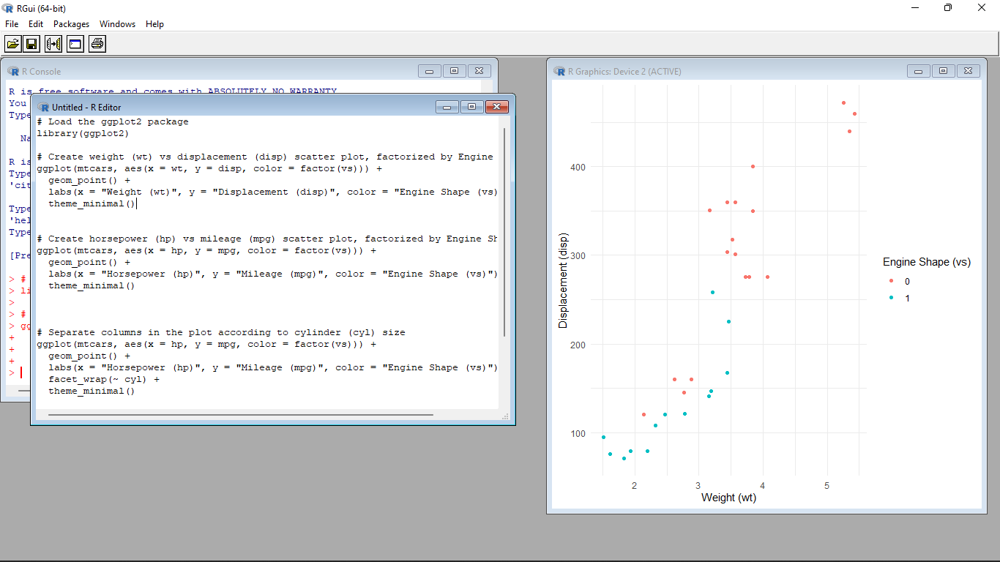 RGui (64-bit)
File Edit Packages Windows Help
R Console
R is free software and comes with ABSOLUTELY NO WARRANTY.
You
Type
Na
R is
Type
'cit
Type
'hel
Type
[Pre
> #
> li
>
> #
> gg
+
+
+
>
Untitled - R Editor
# Load the ggplot2 package
library(ggplot2)
# Create weight (wt) vs displacement (disp) scatter plot, factorized by Engine
ggplot(mtcars, aes(x = wt, y = disp, color = factor(vs))) +
geom_point() +
labs(x = "Weight (wt)", y = "Displacement (disp)", color = "Engine Shape (vs)
theme_minimal()
# Create horsepower (hp) vs mileage (mpg) scatter plot, factorized by Engine Sh
ggplot(mtcars, aes(x = hp, y = mpg, color = factor(vs))) +
geom_point() +
labs(x = "Horsepower (hp)", y = "Mileage (mpg)", color = "Engine Shape (vs)")
theme_minimal()
# Separate columns in the plot according to cylinder (cyl) size
ggplot(mtcars, aes(x = hp, y = mpg, color = factor(vs))) +
geom_point() +
labs(x = "Horsepower (hp)", y = "Mileage (mpg)", color = "Engine Shape (vs)")
facet_wrap(~ cyl) +
theme_minimal()
R Graphics: Device 2 (ACTIVE)
Displacement (disp)
400
300
200
100
2 3 4 5
Weight (wt)
Engine Shape (vs)
0
1